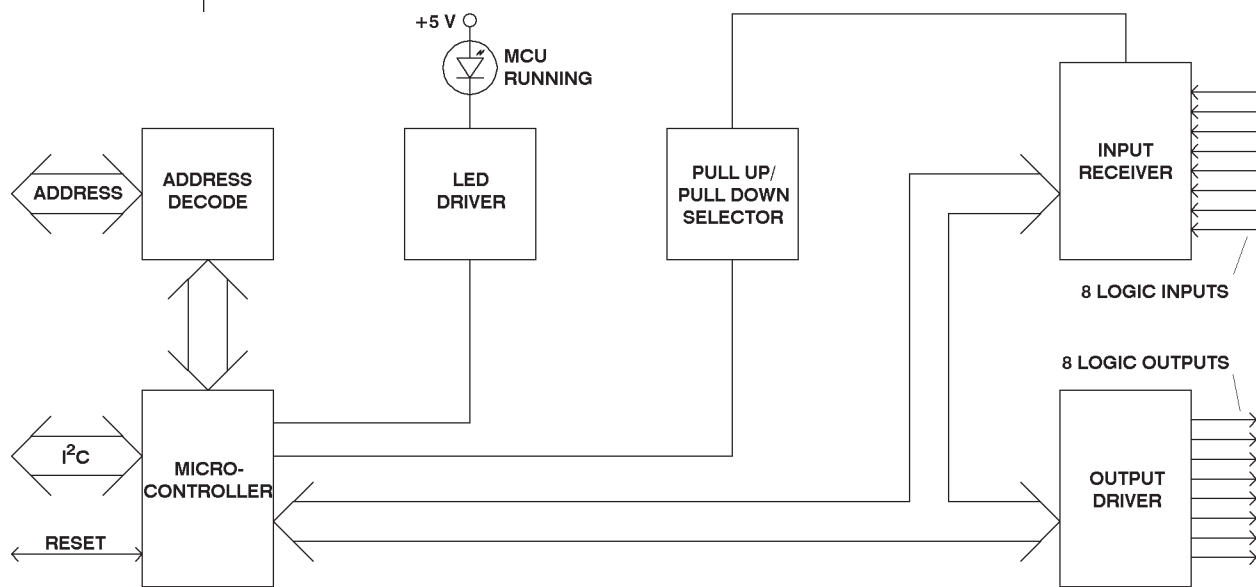 +5 V
MCU
RUNNING
ADDRESS
ADDRESS
DECODE
LED
DRIVER
PULL UP/
PULL DOWN
SELECTOR
INPUT
RECEIVER
8 LOGIC INPUTS
8 LOGIC OUTPUTS
I²C
MICRO-
CONTROLLER
RESET
OUTPUT
DRIVER